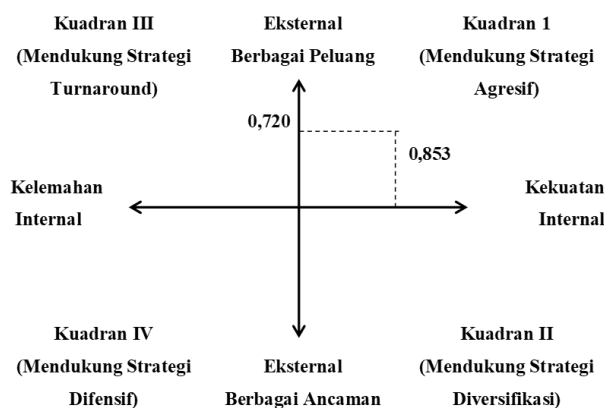 Kuadran III
(Mendukung Strategi
Turnaround)
Eksternal
Berbagai Peluang
Kuadran 1
(Mendukung Strategi
Agresif)
0,720
0,853
Kelemahan
Internal
Kekuatan
Internal
Kuadran IV
(Mendukung Strategi
Difensif)
Eksternal
Berbagai Ancaman
Kuadran II
(Mendukung Strategi
Diversifikasi)